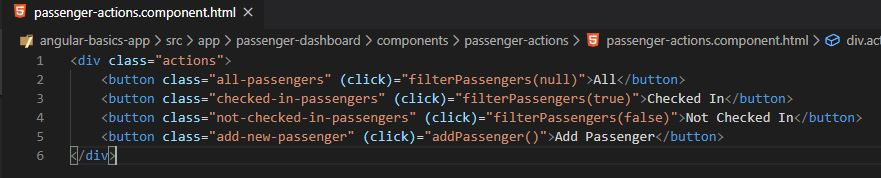 passenger-actions.component.html ×
angular-basics-app > src > app > passenger-dashboard > components > passenger-actions > passenger-actions.component.html > div.ac
1 <div class="actions">
2     <button class="all-passengers" (click)="filterPassengers(null)">All</button>
3     <button class="checked-in-passengers" (click)="filterPassengers(true)">Checked In</button>
4     <button class="not-checked-in-passengers" (click)="filterPassengers(false)">Not Checked In</button>
5     <button class="add-new-passenger" (click)="addPassenger()">Add Passenger</button>
6 </div>